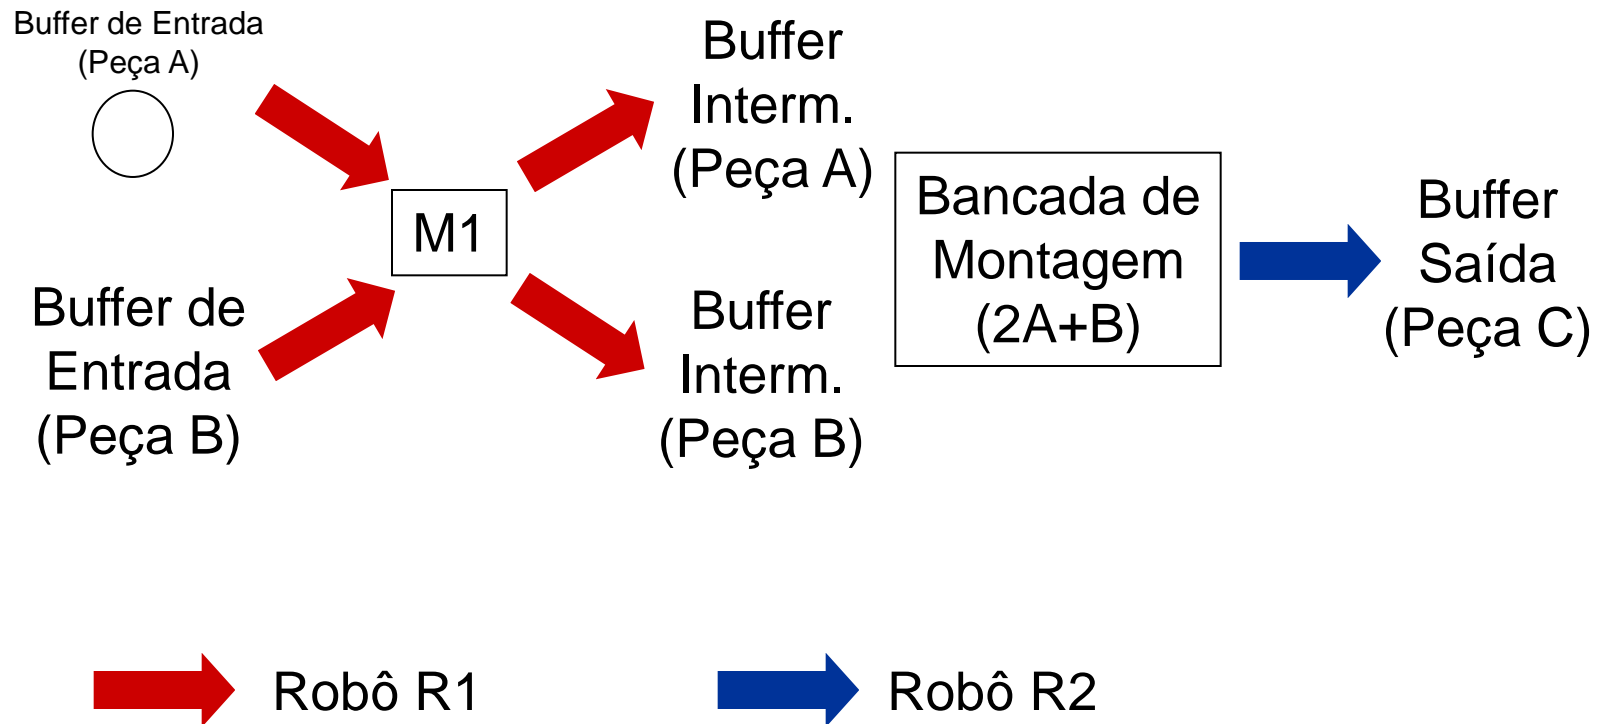 Buffer de Entrada
(Peça A)
Buffer de
Entrada
(Peça B)
M1
Buffer
Interm.
(Peça A)
Buffer
Interm.
(Peça B)
Bancada de
Montagem
(2A+B)
Buffer
Saída
(Peça C)
Robô R1
Robô R2